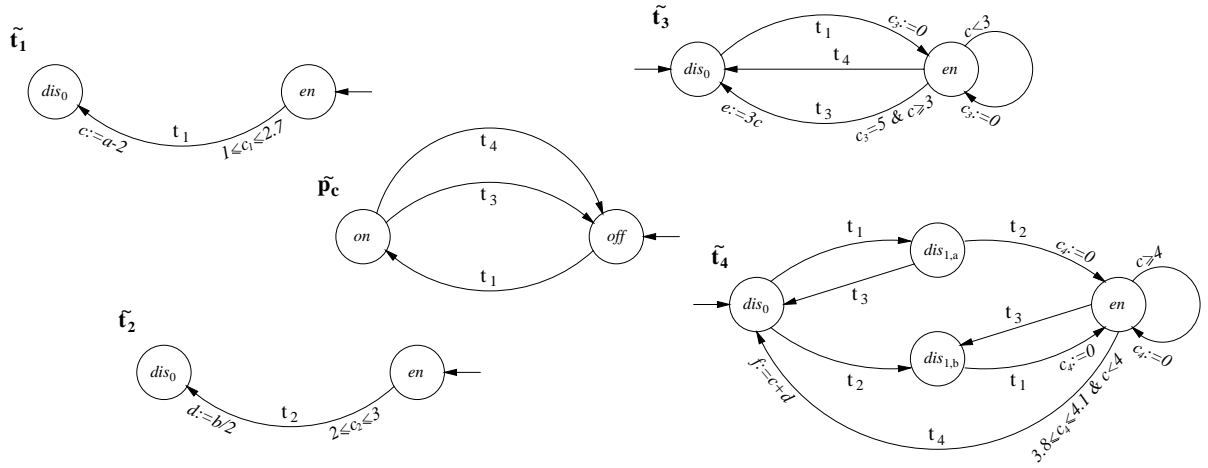 t̃₁
dis₀
en
t₁
c:=a-2
1≤c₁≤2.7
t̃₃
dis₀
en
t₁
c₃:=0
c<3
t₄
t₃
e:=3c
c₃=5 & c≥3
c₃:=0
p̃c
on
off
t₄
t₃
t₁
t̃₂
dis₀
en
t₂
d:=b/2
2≤c₂≤3
t̃₄
dis₀
dis₁,ₐ
dis₁,b
en
t₁
t₂
c₄:=0
c≥4
t₃
t₃
c₄:=0
c₄:=0
t₂
t₁
f:=c+d
t₄
3.8≤c₄≤4.1 & c<4